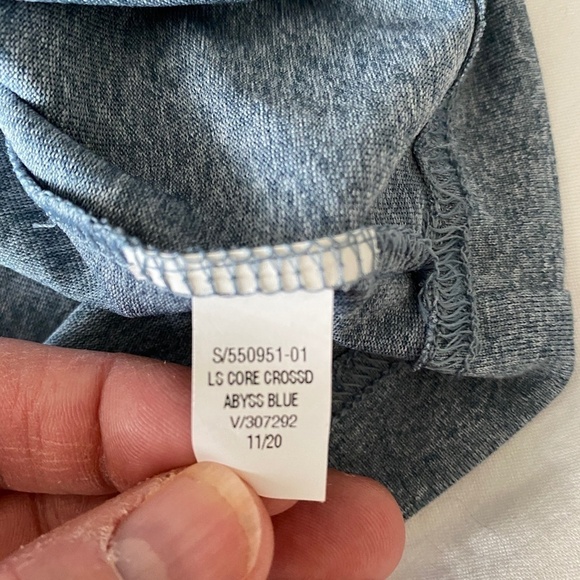 S/550951-01
LS CORE CROSSD
ABYSS BLUE
V/307292
11/20